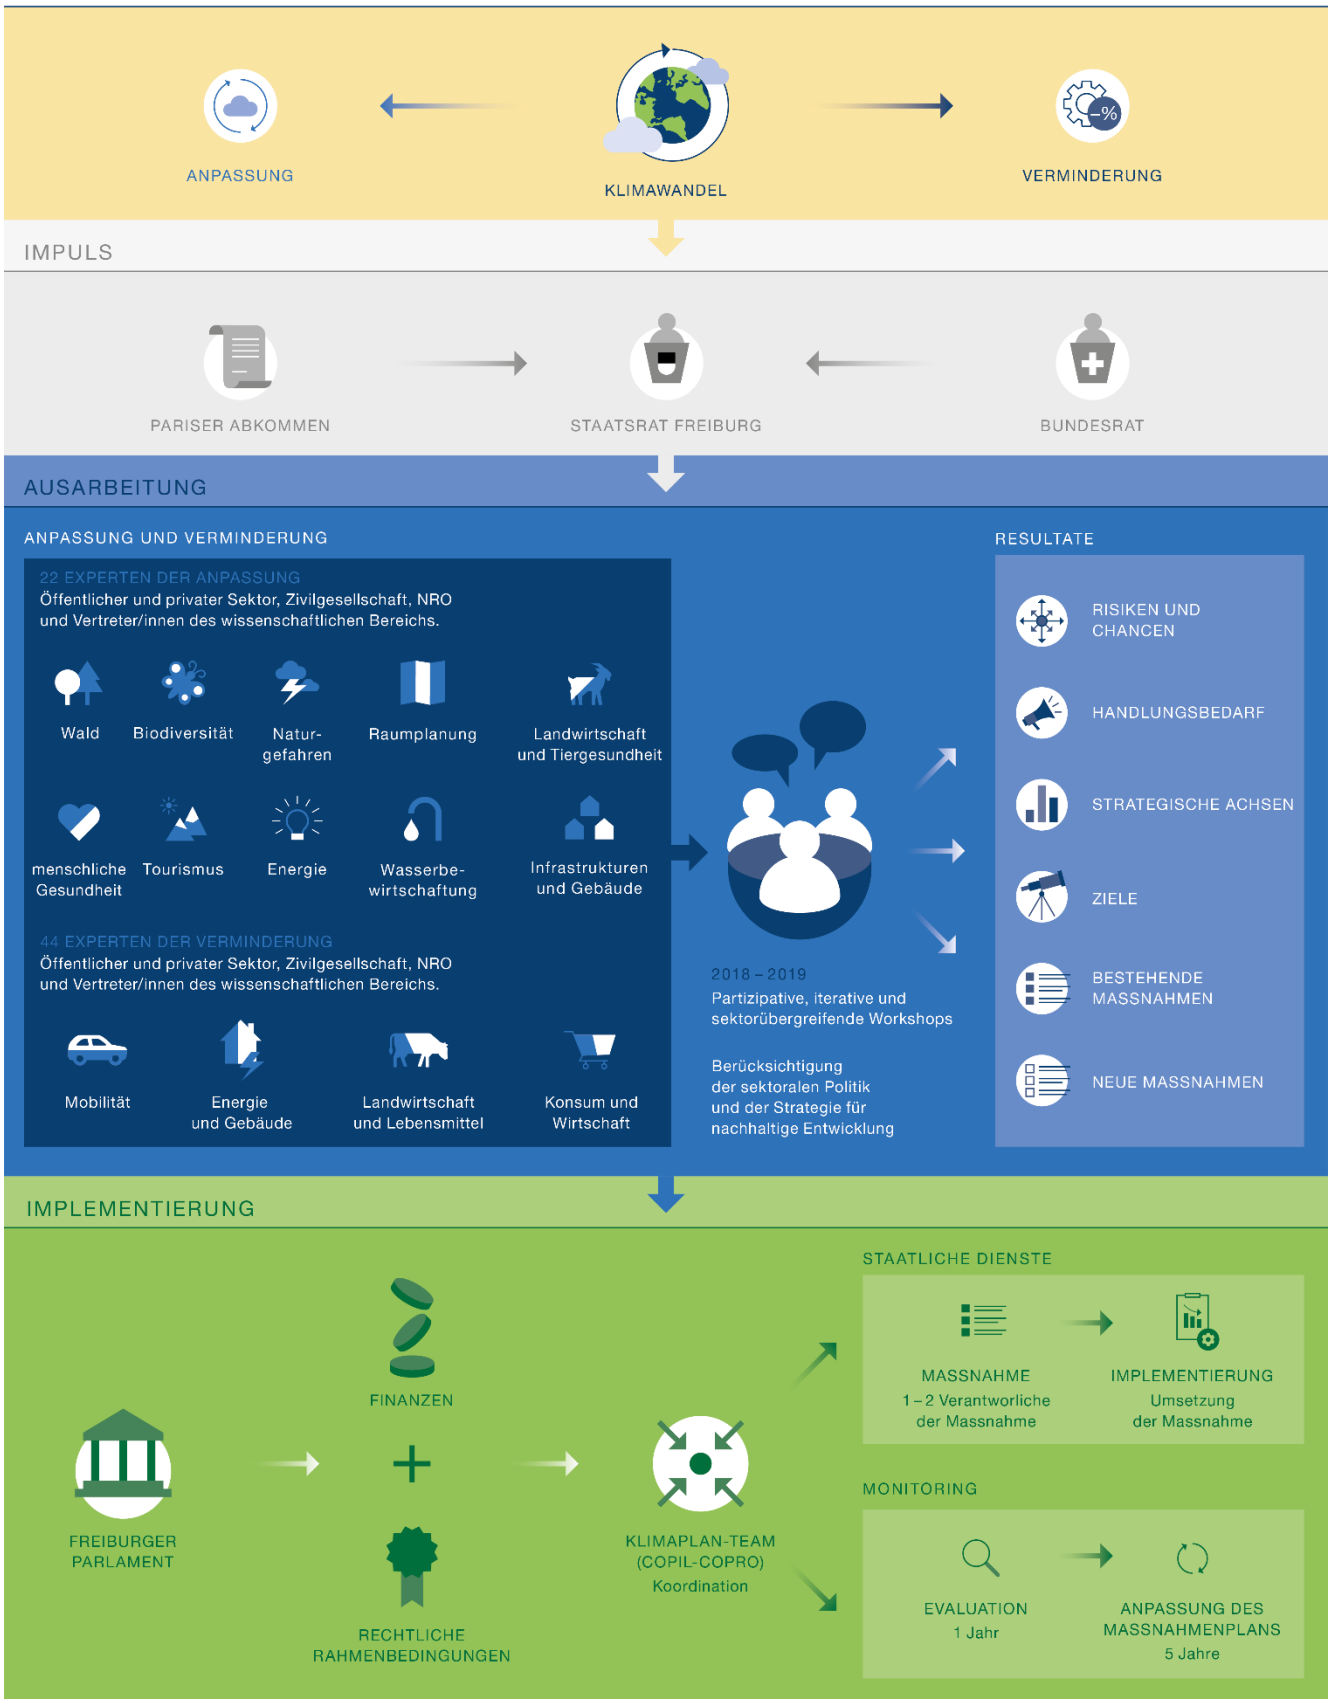 ANPASSUNG
KLIMAWANDEL
VERMINDERUNG
-%
IMPULS
PARISER ABKOMMEN
STAATSRAT FREIBURG
BUNDESRAT
AUSARBEITUNG
ANPASSUNG UND VERMINDERUNG
22 EXPERTEN DER ANPASSUNG
Öffentlicher und privater Sektor, Zivilgesellschaft, NRO
und Vertreter/innen des wissenschaftlichen Bereichs.
Wald
Biodiversität
Natur-
gefahren
Raumplanung
Landwirtschaft
und Tiergesundheit
menschliche
Gesundheit
Tourismus
Energie
Wasserbe-
wirtschaftung
Infrastrukturen
und Gebäude
44 EXPERTEN DER VERMINDERUNG
Öffentlicher und privater Sektor, Zivilgesellschaft, NRO
und Vertreter/innen des wissenschaftlichen Bereichs.
Mobilität
Energie
und Gebäude
Landwirtschaft
und Lebensmittel
Konsum und
Wirtschaft
2018 – 2019
Partizipative, iterative und
sektorübergreifende Workshops
Berücksichtigung
der sektoralen Politik
und der Strategie für
nachhaltige Entwicklung
RESULTATE
RISIKEN UND
CHANCEN
HANDLUNGSBEDARF
STRATEGISCHE ACHSEN
ZIELE
BESTEHENDE
MASSNAHMEN
NEUE MASSNAHMEN
IMPLEMENTIERUNG
FREIBURGER
PARLAMENT
FINANZEN
RECHTLICHE
RAHMENBEDINGUNGEN
KLIMAPLAN-TEAM
(COPIL-COPRO)
Koordination
STAATLICHE DIENSTE
MASSNAHME
1 – 2 Verantworliche
der Massnahme
IMPLEMENTIERUNG
Umsetzung
der Massnahme
MONITORING
EVALUATION
1 Jahr
ANPASSUNG DES
MASSNAHMENPLANS
5 Jahre